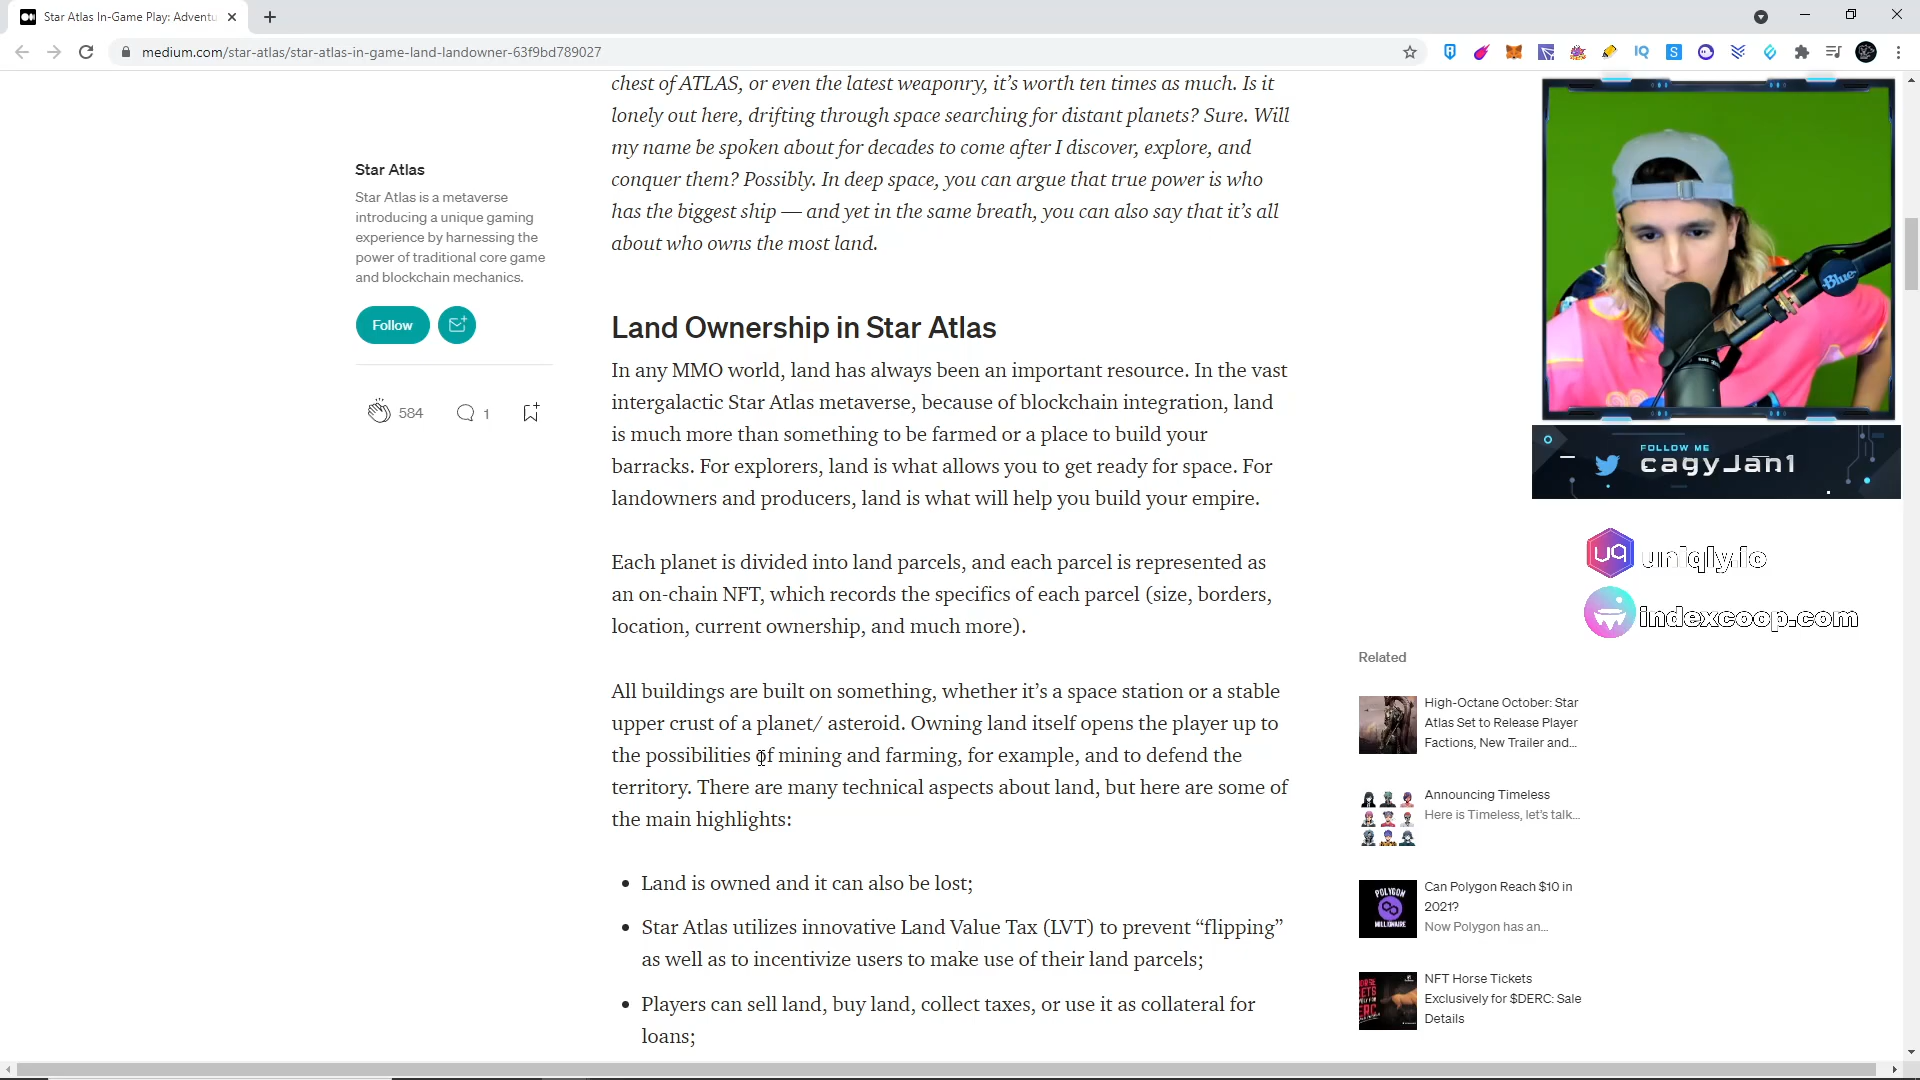 Star Atlas In-Game Play: Adventu
medium.com/star-atlas/star-atlas-in-game-land-landowner-63f9bd789027
chest of ATLAS, or even the latest weaponry, it's worth ten times as much. Is it
lonely out here, drifting through space searching for distant planets? Sure. Will
my name be spoken about for decades to come after I discover, explore, and
conquer them? Possibly. In deep space, you can argue that true power is who
has the biggest ship — and yet in the same breath, you can also say that it's all
about who owns the most land.
Star Atlas
Star Atlas is a metaverse
introducing a unique gaming
experience by harnessing the
power of traditional core game
and blockchain mechanics.
Follow
584
1
Land Ownership in Star Atlas
In any MMO world, land has always been an important resource. In the vast
intergalactic Star Atlas metaverse, because of blockchain integration, land
is much more than something to be farmed or a place to build your
barracks. For explorers, land is what allows you to get ready for space. For
landowners and producers, land is what will help you build your empire.
Each planet is divided into land parcels, and each parcel is represented as
an on-chain NFT, which records the specifics of each parcel (size, borders,
location, current ownership, and much more).
All buildings are built on something, whether it's a space station or a stable
upper crust of a planet/ asteroid. Owning land itself opens the player up to
the possibilities of mining and farming, for example, and to defend the
territory. There are many technical aspects about land, but here are some of
the main highlights:
• Land is owned and it can also be lost;
• Star Atlas utilizes innovative Land Value Tax (LVT) to prevent “flipping”
as well as to incentivize users to make use of their land parcels;
• Players can sell land, buy land, collect taxes, or use it as collateral for
loans;
Blue
FOLLOW ME
cagyJan1
uniqly.io
indexcoop.com
Related
High-Octane October: Star
Atlas Set to Release Player
Factions, New Trailer and...
Announcing Timeless
Here is Timeless, let's talk...
POLYGON
MILLIONAIRE
Can Polygon Reach $10 in
2021?
Now Polygon has an...
NFT Horse Tickets
Exclusively for $DERC: Sale
Details